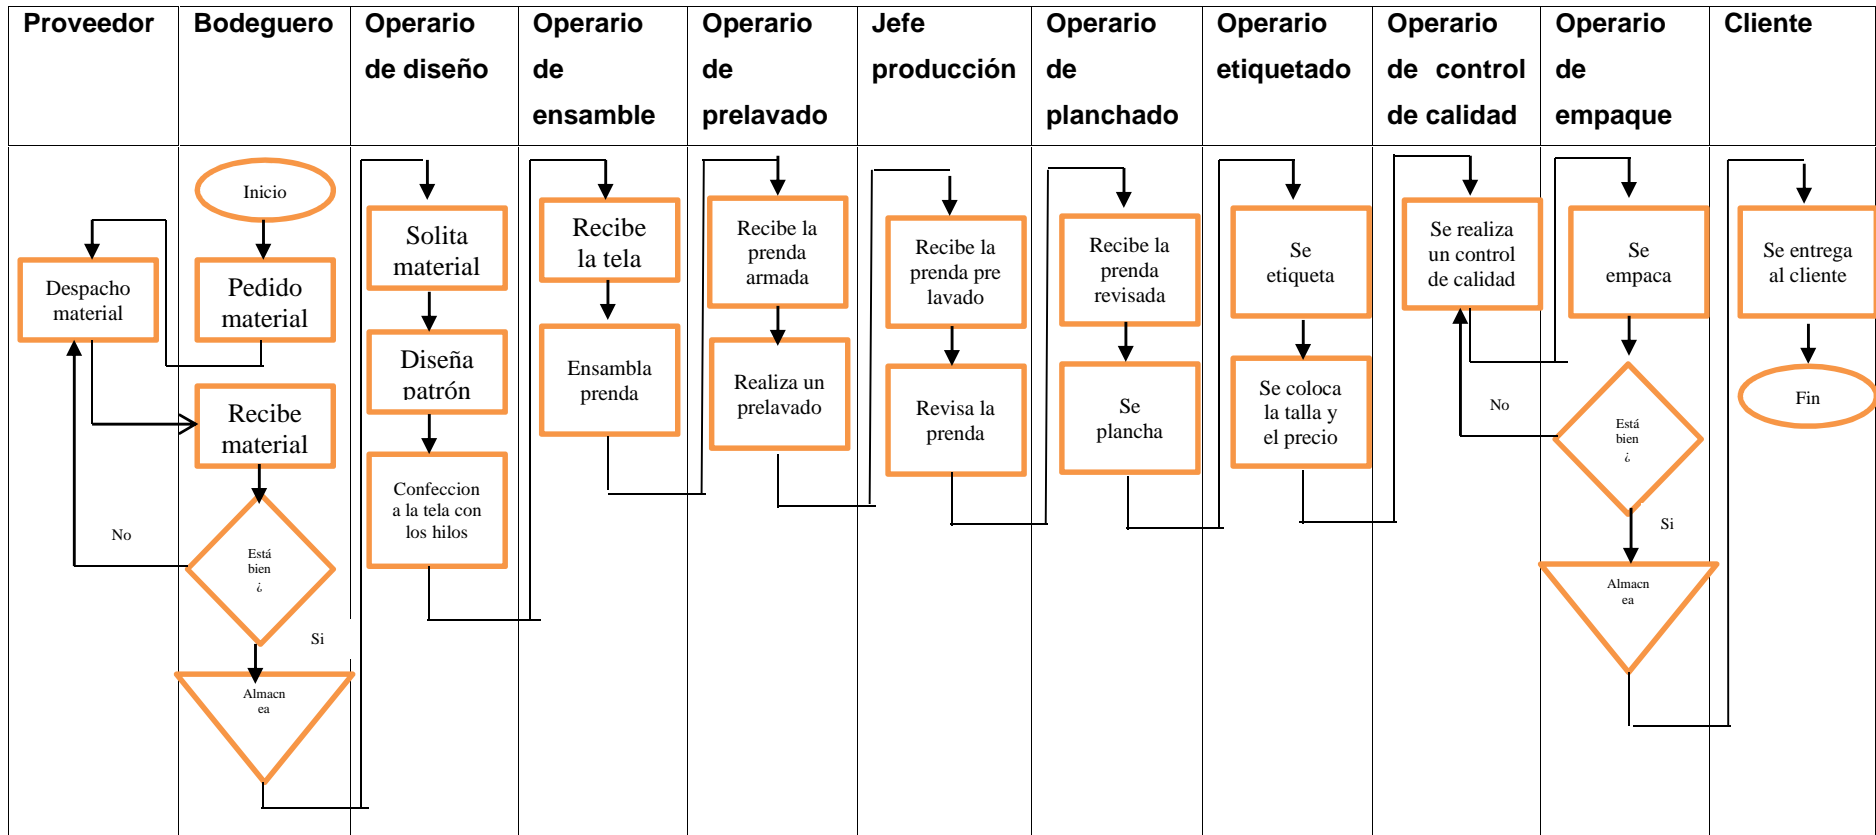 Proveedor
Bodeguero
Operario
de diseño
Operario
de
ensamble
Operario
de
prelavado
Jefe
producción
Operario
de
planchado
Operario
etiquetado
Operario
de control
de calidad
Operario
de
empaque
Cliente
Despacho
material
No
Inicio
Pedido
material
Recibe
material
Está
bien
¿
Si
Almacn
ea
Solita
material
Diseña
patrón
Confeccion
a la tela con
los hilos
Recibe
la tela
Ensambla
prenda
Recibe la
prenda
armada
Realiza un
prelavado
Recibe la
prenda pre
lavado
Revisa la
prenda
Recibe la
prenda
revisada
Se
plancha
Se
etiqueta
Se coloca
la talla y
el precio
Se realiza
un control
de calidad
No
Se
empaca
Está
bien
¿
Si
Almacn
ea
Se entrega
al cliente
Fin